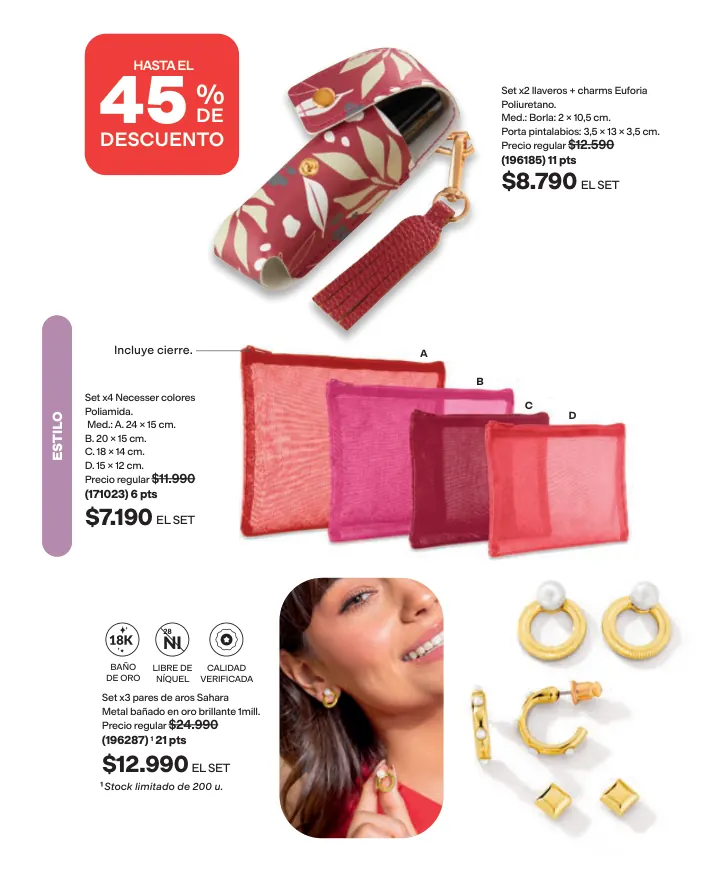 HASTA EL
45 %
DE
DESCUENTO
Set x2 llaveros + charms Euforia
Poliuretano.
Med.: Borla: 2 × 10,5 cm.
Porta pintalabios: 3,5 × 13 × 3,5 cm.
Precio regular $12.590
(196185) 11 pts
$8.790 EL SET
ESTILO
Incluye cierre.
A
B
C
D
Set x4 Necesser colores
Poliamida.
Med.: A. 24 × 15 cm.
B. 20 × 15 cm.
C. 18 × 14 cm.
D. 15 × 12 cm.
Precio regular $11.990
(171023) 6 pts
$7.190 EL SET
18K
BAÑO
DE ORO
28
NI
LIBRE DE
NÍQUEL
CALIDAD
VERIFICADA
Set x3 pares de aros Sahara
Metal bañado en oro brillante 1mill.
Precio regular $24.990
(196287) ¹ 21 pts
$12.990 EL SET
¹ Stock limitado de 200 u.